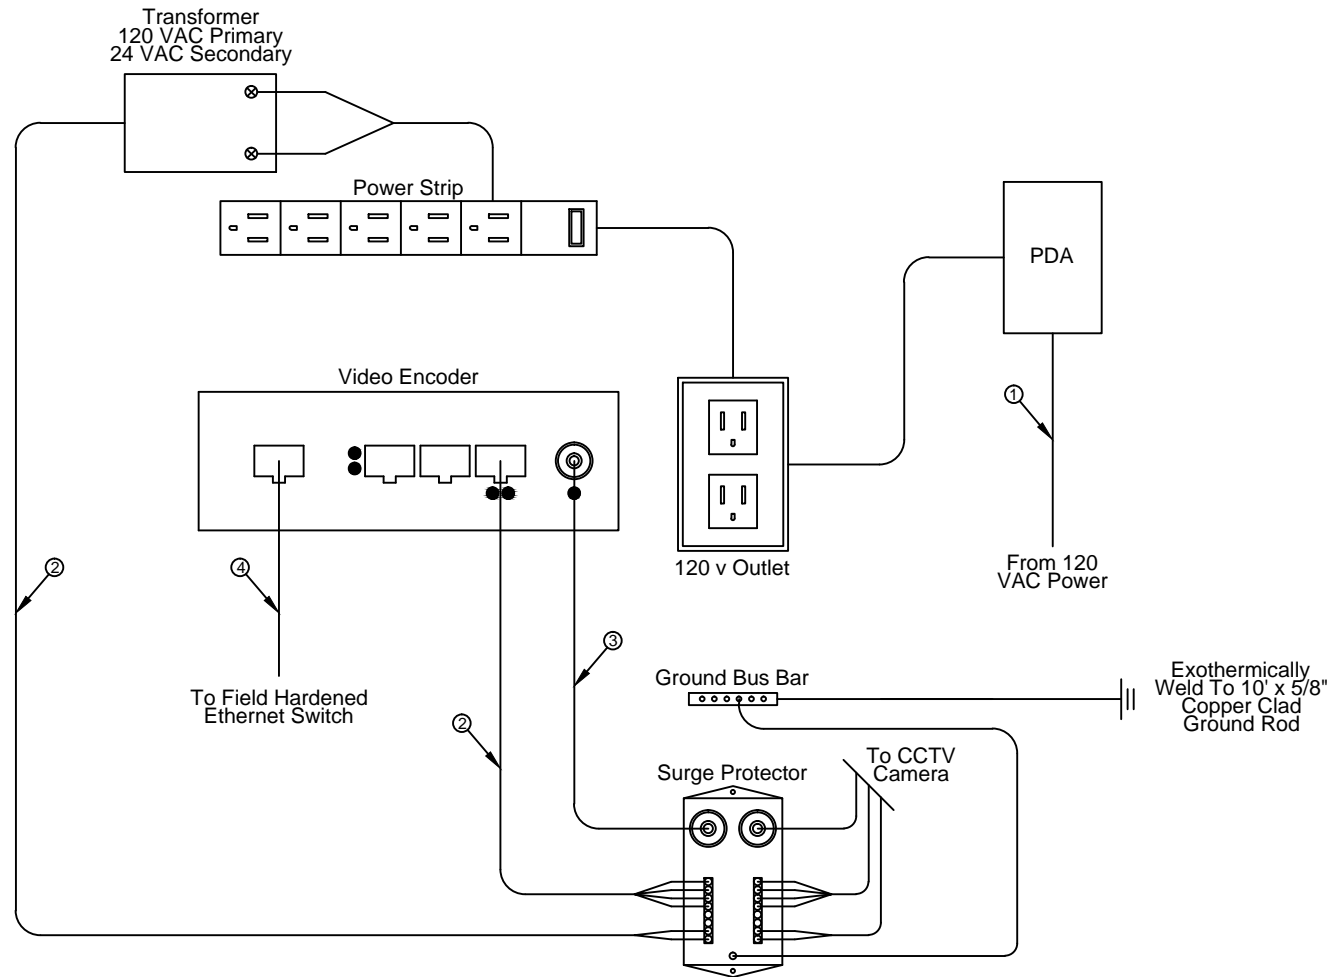 Transformer
120 VAC Primary
24 VAC Secondary
Power Strip
PDA
Video Encoder
1
120 v Outlet
From 120
VAC Power
2
4
3
To Field Hardened
Ethernet Switch
Ground Bus Bar
Exothermically
Weld To 10' x 5/8"
Copper Clad
Ground Rod
2
To CCTV
Camera
Surge Protector